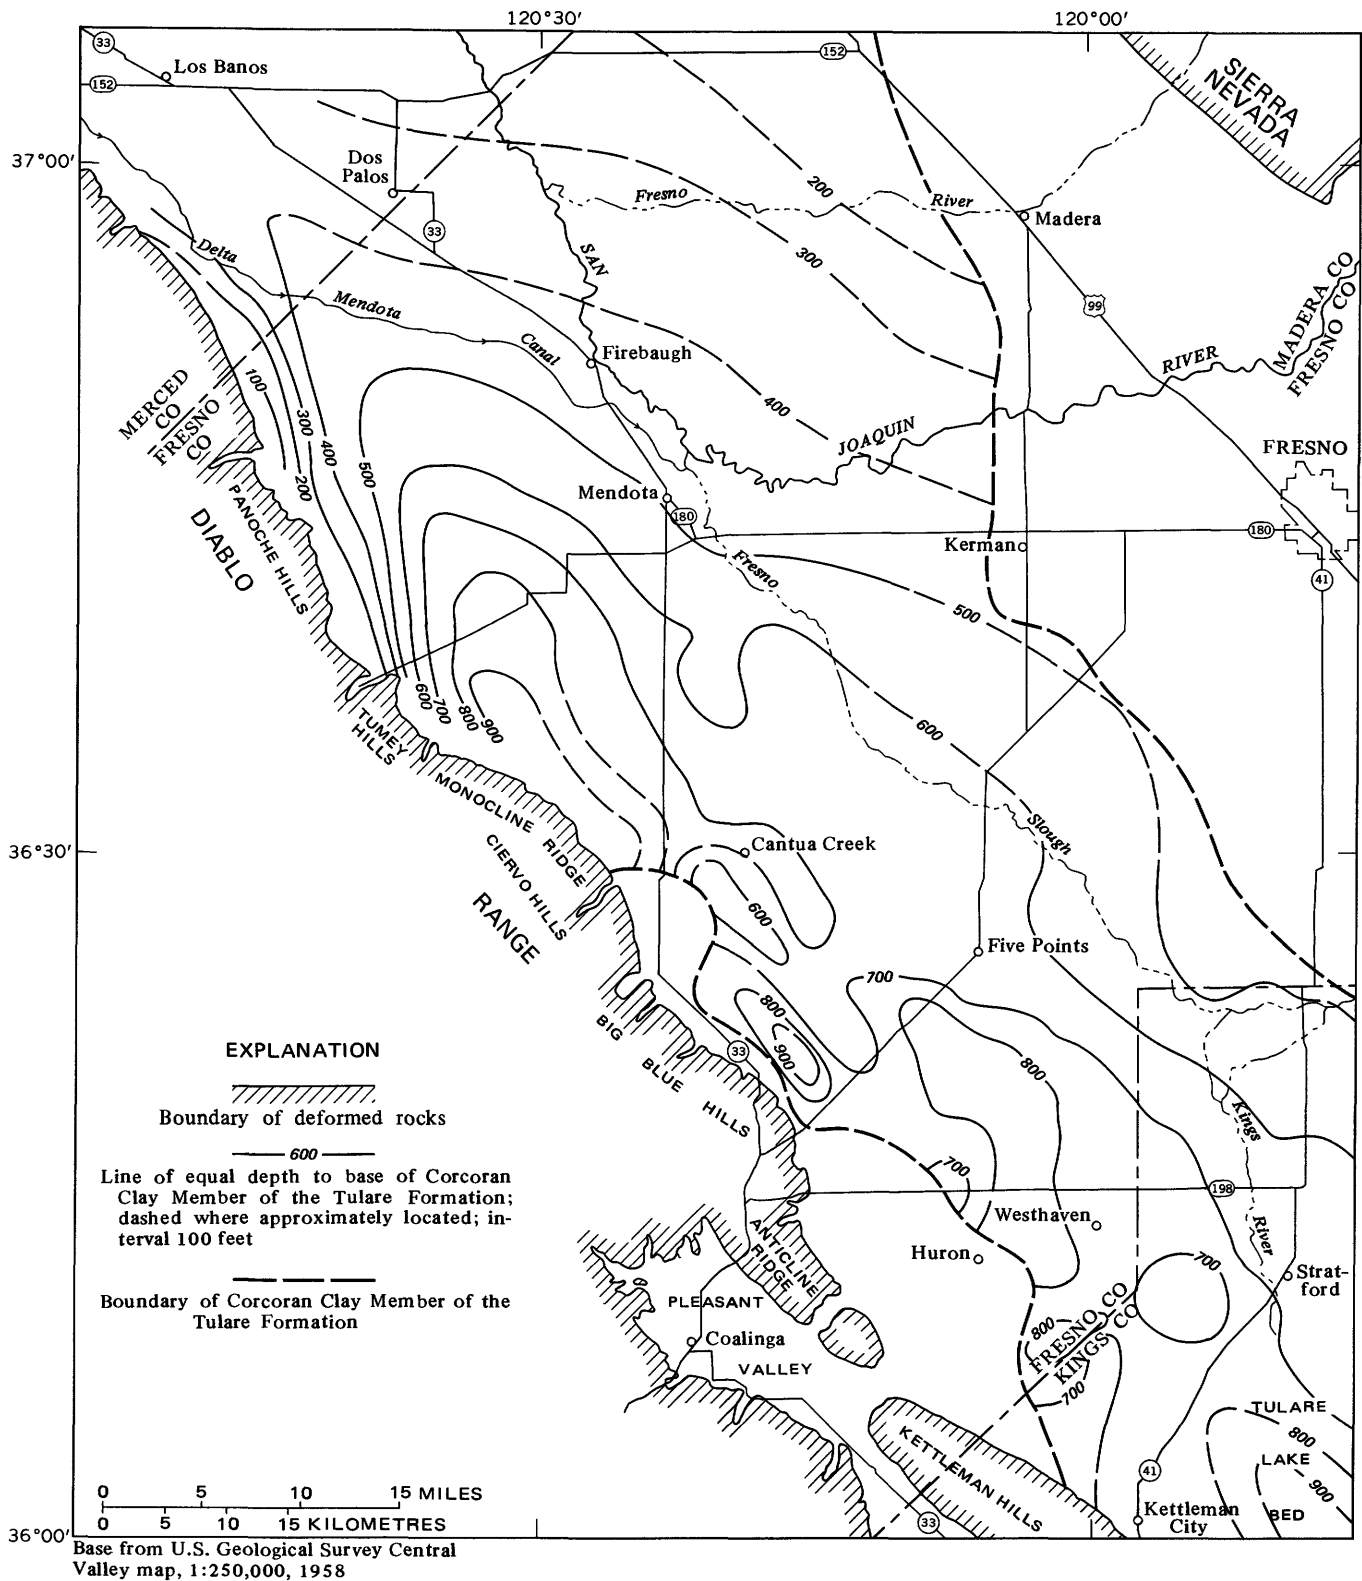 120°30′
120°00′
33
Los Banos
152
152
SIERRA
NEVADA
37°00′
Dos
Palos
Fresno
200
River
Madera
33
Delta
SAN
300
MADERA CO
FRESNO CO
Mendota
99
Canal
Firebaugh
RIVER
MERCED
CO
FRESNO
CO
100
300
400
400
500
200
JOAQUIN
FRESNO
Mendota
180
180
PANOCHE HILLS
DIABLO
Kerman
41
Fresno
500
600
700
800
900
600
TUMEY
HILLS
MONOCLINE RIDGE
Slough
36°30′
Cantua Creek
CIERVO HILLS
RANGE
600
Five Points
700
800
900
33
BIG BLUE HILLS
800
Kings
River
EXPLANATION
Boundary of deformed rocks
600
Line of equal depth to base of Corcoran
Clay Member of the Tulare Formation;
dashed where approximately located; in-
terval 100 feet
Boundary of Corcoran Clay Member of the
Tulare Formation
700
198
Westhaven
Huron
ANTICLINE
RIDGE
700
Strat-
ford
PLEASANT
VALLEY
Coalinga
FRESNO CO
KINGS CO
800
700
TULARE
LAKE
BED
800
900
KETTLEMAN HILLS
41
Kettleman
City
33
0 5 10 15 MILES
0 5 10 15 KILOMETRES
36°00′
Base from U.S. Geological Survey Central
Valley map, 1:250,000, 1958